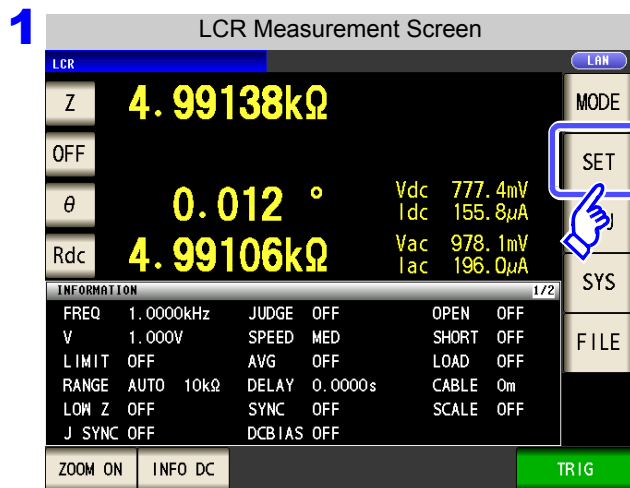 1
LCR Measurement Screen
LCR
LAN
Z 4.99138kΩ
MODE
OFF
SET
θ 0.012 °
Vdc 777.4mV
Idc 155.8μA
Rdc 4.99106kΩ
Vac 978.1mV
Iac 196.0μA
SYS
INFORMATION 1/2
FREQ 1.0000kHz JUDGE OFF OPEN OFF
V 1.000V SPEED MED SHORT OFF
FILE
LIMIT OFF AVG OFF LOAD OFF
RANGE AUTO 10kΩ DELAY 0.0000s CABLE 0m
LOW Z OFF SYNC OFF SCALE OFF
J SYNC OFF DCBIAS OFF
ZOOM ON INFO DC TRIG